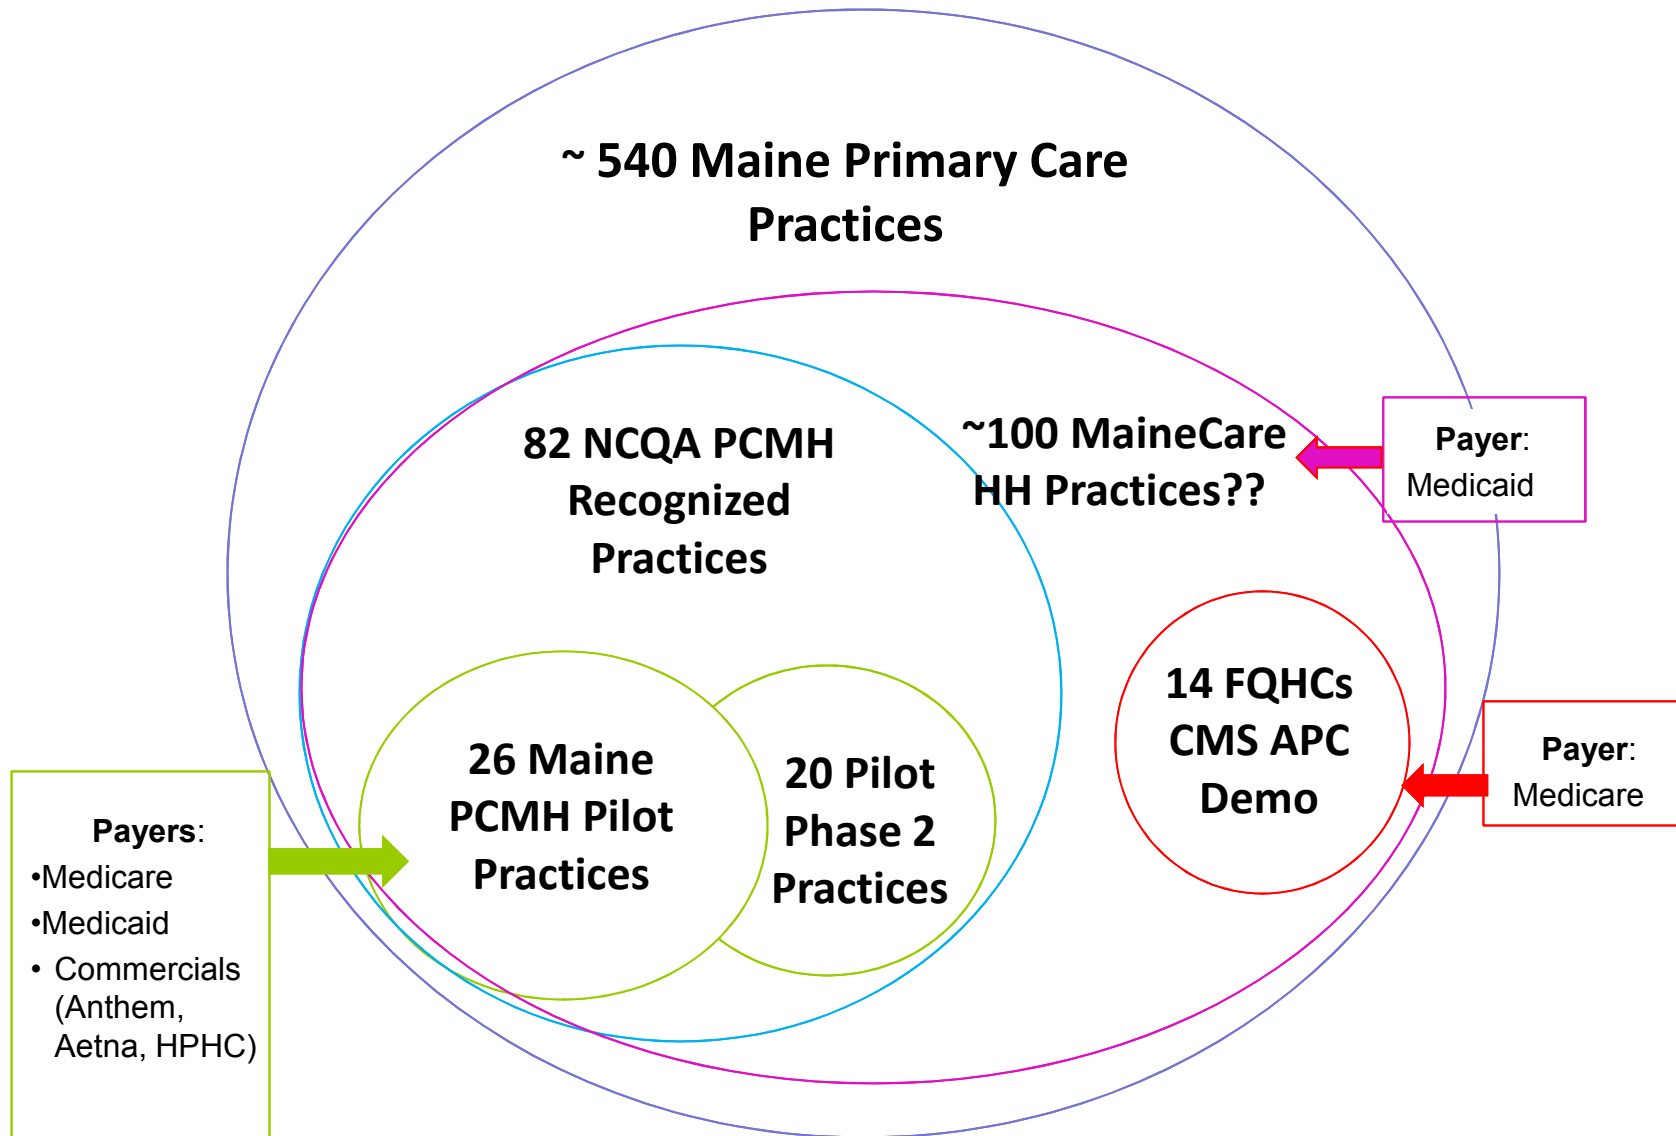 ~ 540 Maine Primary Care
Practices
82 NCQA PCMH
Recognized
Practices
~100 MaineCare
HH Practices??
Payer:
Medicaid
14 FQHCs
CMS APC
Demo
Payer:
Medicare
26 Maine
PCMH Pilot
Practices
20 Pilot
Phase 2
Practices
Payers:
•Medicare
•Medicaid
• Commercials
(Anthem,
Aetna, HPHC)